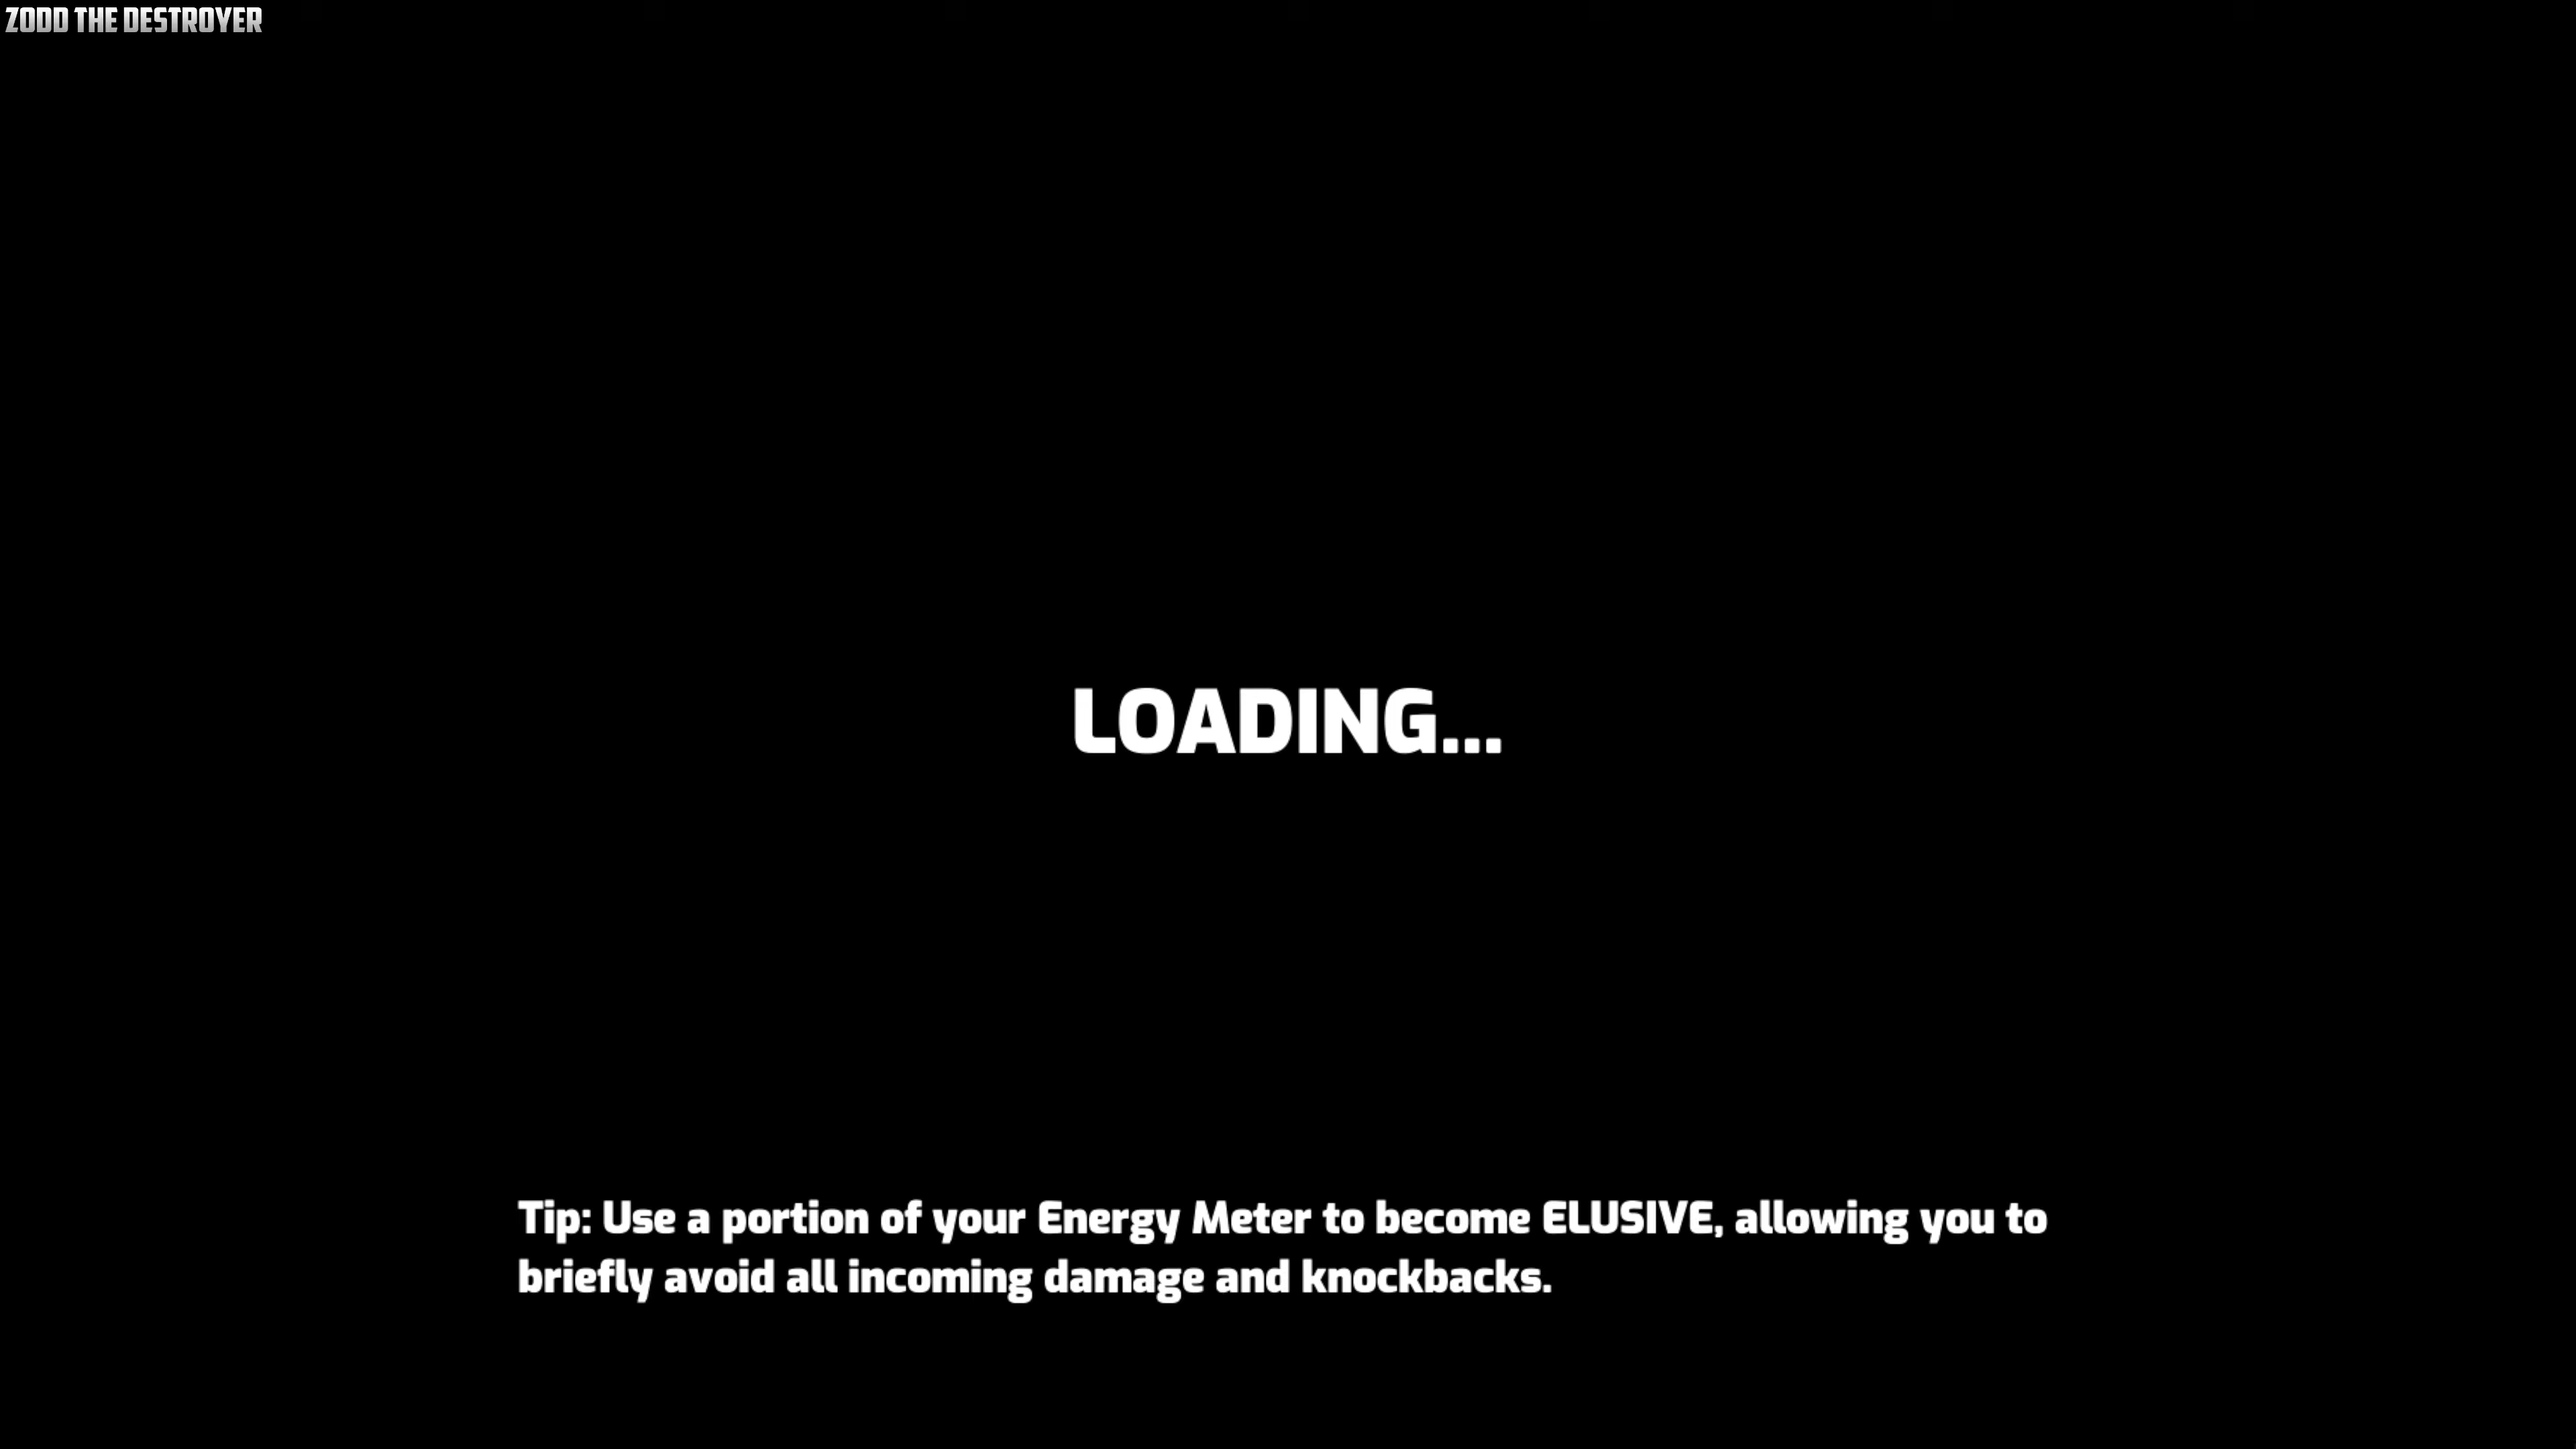 ZODD THE DESTROYER
LOADING...
Tip: Use a portion of your Energy Meter to become ELUSIVE, allowing you to
briefly avoid all incoming damage and knockbacks.